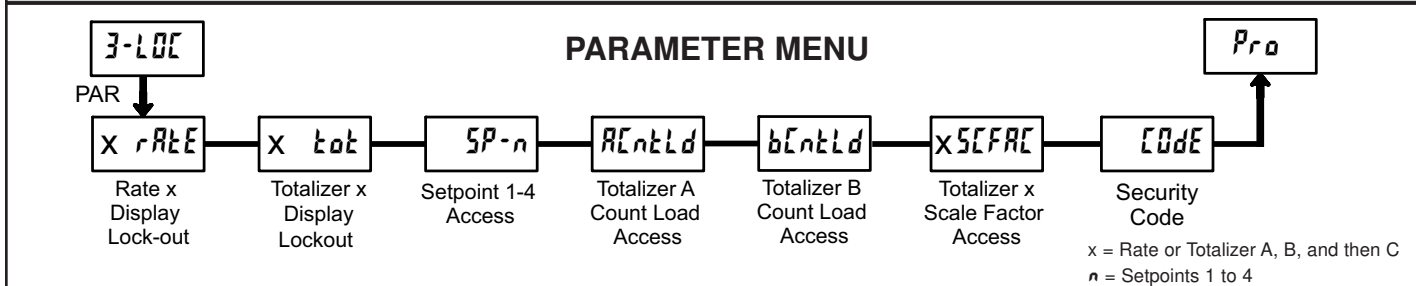 3-LOC
PARAMETER MENU
Pro
PAR
x rAtE
x tot
SP-n
ACntLd
bCntLd
xSCFAC
COdE
Rate x
Display
Lock-out
Totalizer x
Display
Lockout
Setpoint 1-4
Access
Totalizer A
Count Load
Access
Totalizer B
Count Load
Access
Totalizer x
Scale Factor
Access
Security
Code
x = Rate or Totalizer A, B, and then C
n = Setpoints 1 to 4